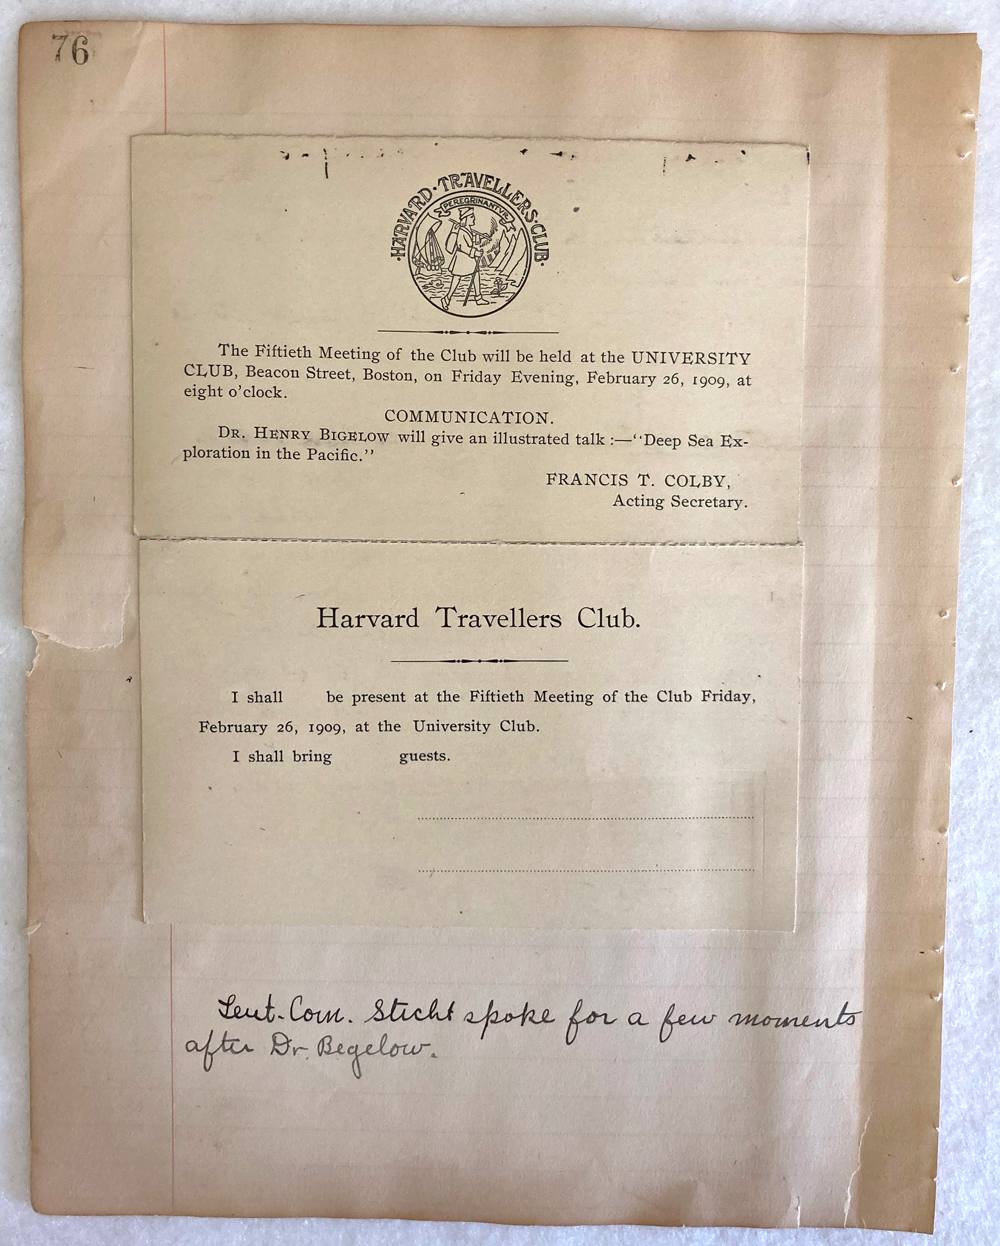 76
·HARVARD·TRAVELLERS·CLUB·
PEREGRINANTVR
The Fiftieth Meeting of the Club will be held at the UNIVERSITY
CLUB, Beacon Street, Boston, on Friday Evening, February 26, 1909, at
eight o'clock.
COMMUNICATION.
DR. HENRY BIGELOW will give an illustrated talk :—"Deep Sea Ex-
ploration in the Pacific."
FRANCIS T. COLBY,
Acting Secretary.
Harvard Travellers Club.
I shall be present at the Fiftieth Meeting of the Club Friday,
February 26, 1909, at the University Club.
I shall bring guests.
Leut-Com. Sticht spoke for a few moments
after Dr. Begelow.